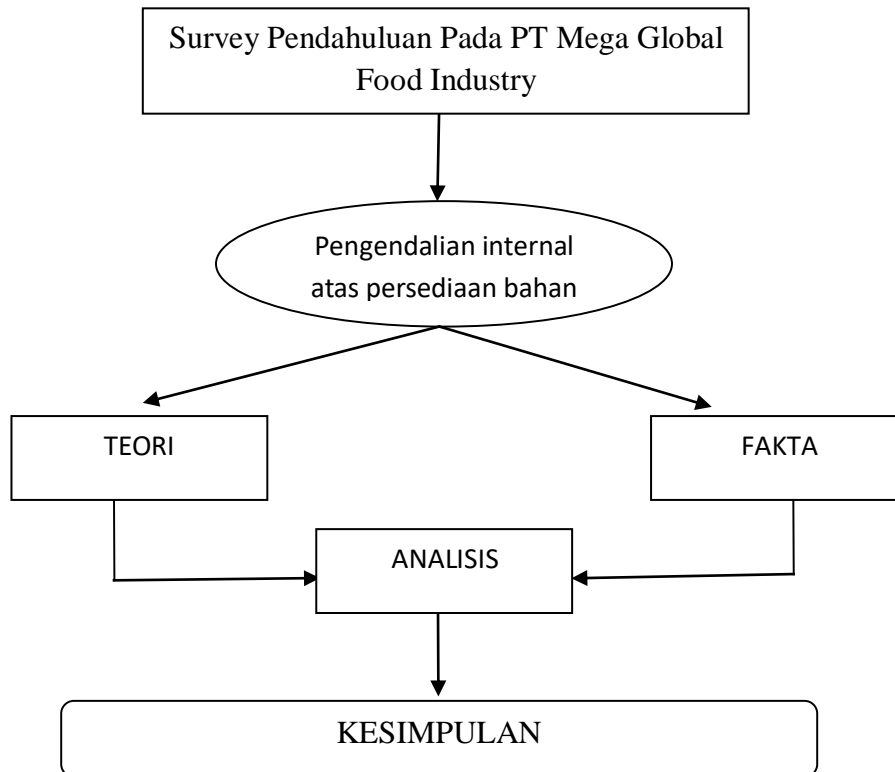 Survey Pendahuluan Pada PT Mega Global
Food Industry
Pengendalian internal
atas persediaan bahan
TEORI
FAKTA
ANALISIS
KESIMPULAN